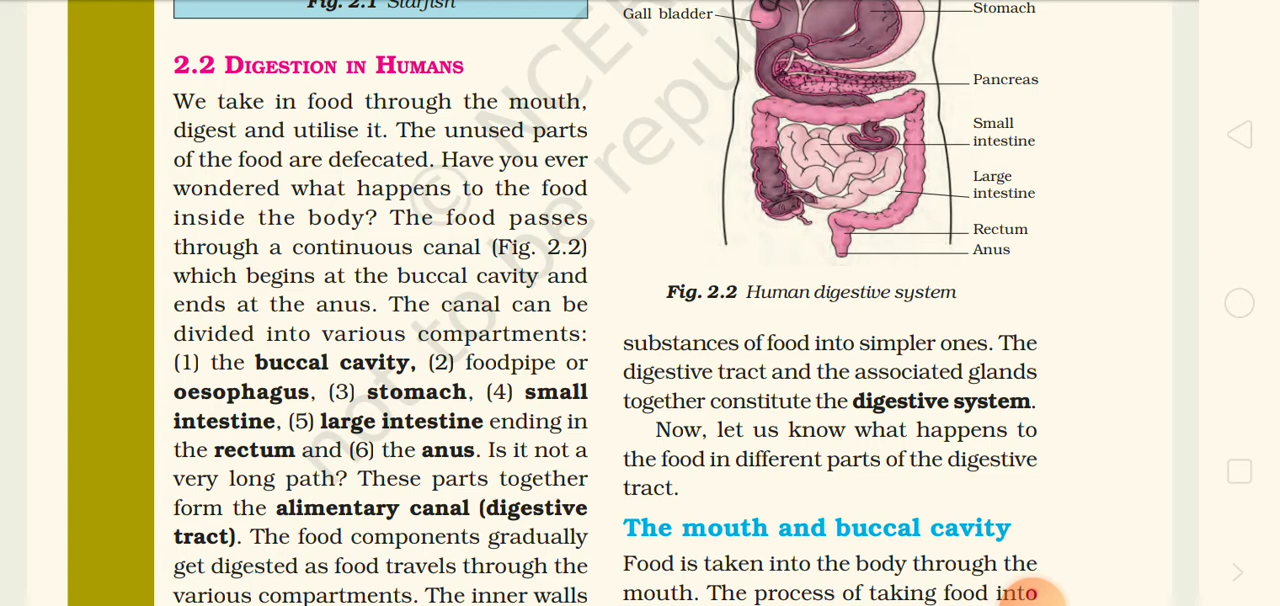 Fig. 2.1 Starfish
2.2 DIGESTION IN HUMANS
We take in food through the mouth,
digest and utilise it. The unused parts
of the food are defecated. Have you ever
wondered what happens to the food
inside the body? The food passes
through a continuous canal (Fig. 2.2)
which begins at the buccal cavity and
ends at the anus. The canal can be
divided into various compartments:
(1) the buccal cavity, (2) foodpipe or
oesophagus, (3) stomach, (4) small
intestine, (5) large intestine ending in
the rectum and (6) the anus. Is it not a
very long path? These parts together
form the alimentary canal (digestive
tract). The food components gradually
get digested as food travels through the
various compartments. The inner walls
Gall bladder
Stomach
Pancreas
Small
intestine
Large
intestine
Rectum
Anus
Fig. 2.2 Human digestive system
substances of food into simpler ones. The
digestive tract and the associated glands
together constitute the digestive system.
Now, let us know what happens to
the food in different parts of the digestive
tract.
The mouth and buccal cavity
Food is taken into the body through the
mouth. The process of taking food into
© NCER
not to be repu